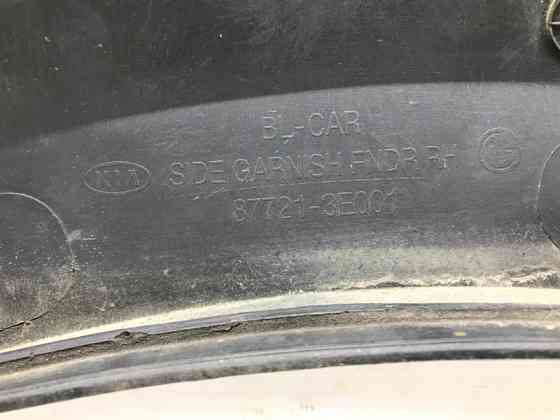 BL-CAR
KIA SIDE GARNISH-FNDR RH G
87721-3E001